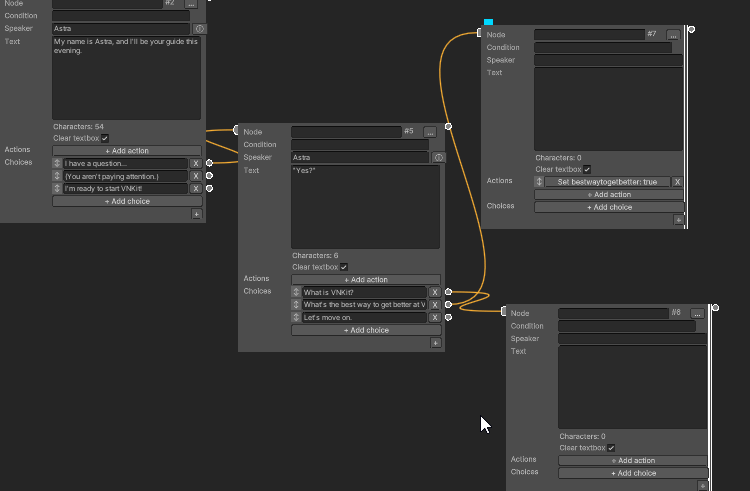 Node #2 ...
Condition
Speaker Astra
Text My name is Astra, and I'll be your guide this
evening.
Characters: 54
Clear textbox
Actions + Add action
Choices I have a question... X
(You aren't paying attention.) X
I'm ready to start VNKit! X
+ Add choice
+
Node #5 ...
Condition
Speaker Astra
Text "Yes?"
Characters: 6
Clear textbox
Actions + Add action
Choices What is VNKit? X
What's the best way to get better at V X
Let's move on. X
+ Add choice
+
Node #7 ...
Condition
Speaker
Text
Characters: 0
Clear textbox
Actions Set bestwaytogetbetter: true X
+ Add action
Choices + Add choice
+
Node #6 ...
Condition
Speaker
Text
Characters: 0
Clear textbox
Actions + Add action
Choices + Add choice
+